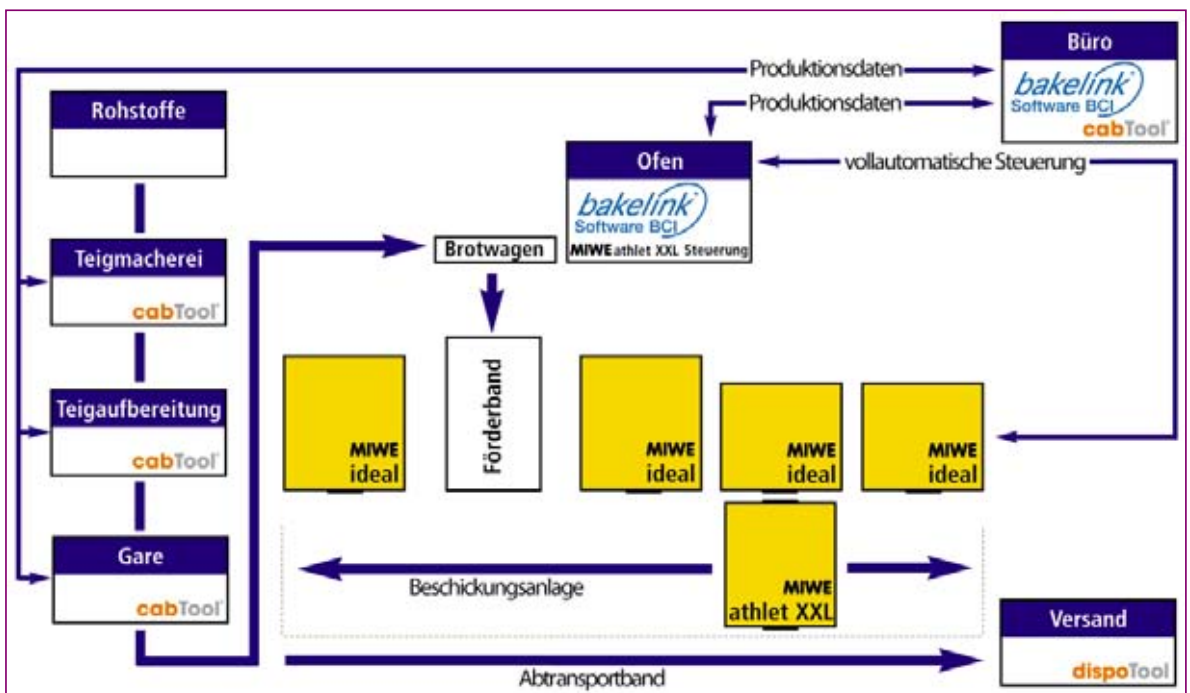 Büro
bakelink
Software BCI
cabTool
Produktionsdaten
Produktionsdaten
Rohstoffe
Ofen
bakelink
Software BCI
MIWE athlet XXL Steuerung
vollautomatische Steuerung
Brotwagen
Teigmacherei
cabTool
Förderband
Teigaufbereitung
cabTool
MIWE
ideal
MIWE
ideal
MIWE
ideal
MIWE
ideal
Gare
cabTool
Beschickungsanlage
MIWE
athlet XXL
Versand
dispoTool
Abtransportband